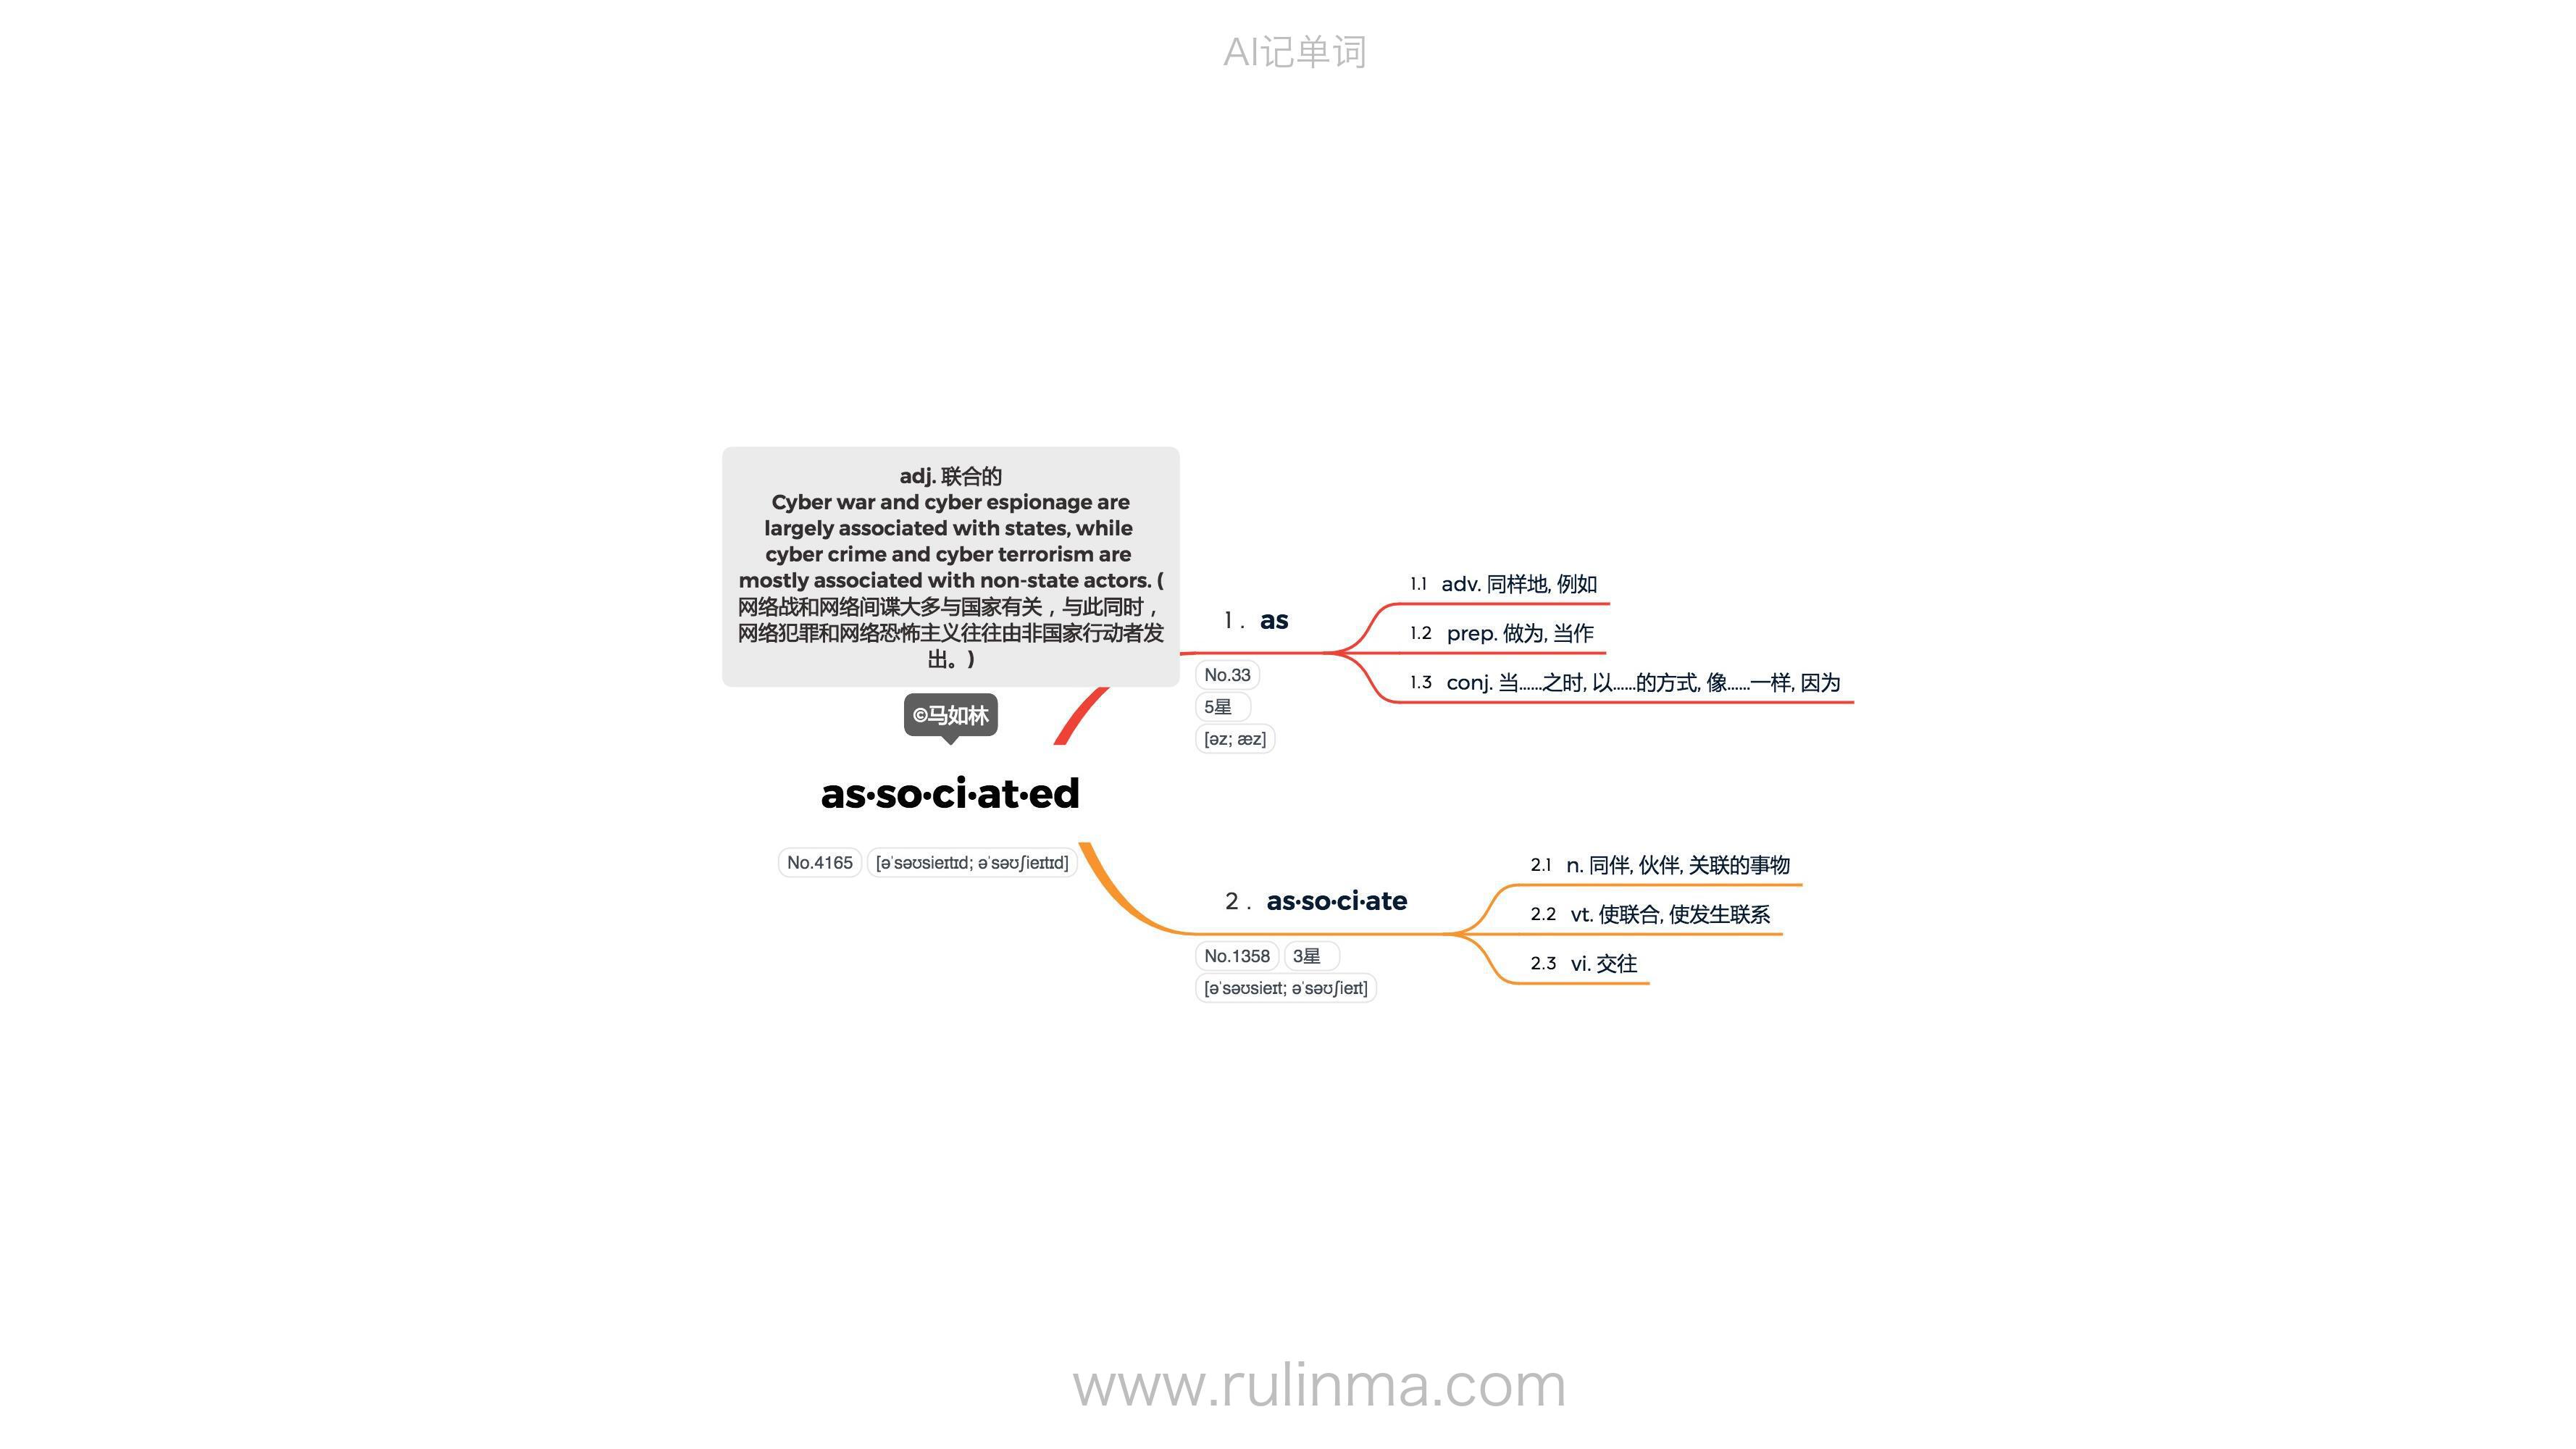 AI记单词
adj. 联合的
Cyber war and cyber espionage are
largely associated with states, while
cyber crime and cyber terrorism are
mostly associated with non-state actors. (
网络战和网络间谍大多与国家有关，与此同时，
网络犯罪和网络恐怖主义往往由非国家行动者发
出。)
©马如林
as·so·ci·at·ed
No.4165 [əˈsəʊsieɪtɪd; əˈsəʊʃieɪtɪd]
1. as
No.33
5星
[əz; æz]
1.1 adv. 同样地, 例如
1.2 prep. 做为, 当作
1.3 conj. 当……之时, 以……的方式, 像……一样, 因为
2. as·so·ci·ate
No.1358 3星
[əˈsəʊsieɪt; əˈsəʊʃieɪt]
2.1 n. 同伴, 伙伴, 关联的事物
2.2 vt. 使联合, 使发生联系
2.3 vi. 交往
www.rulinma.com